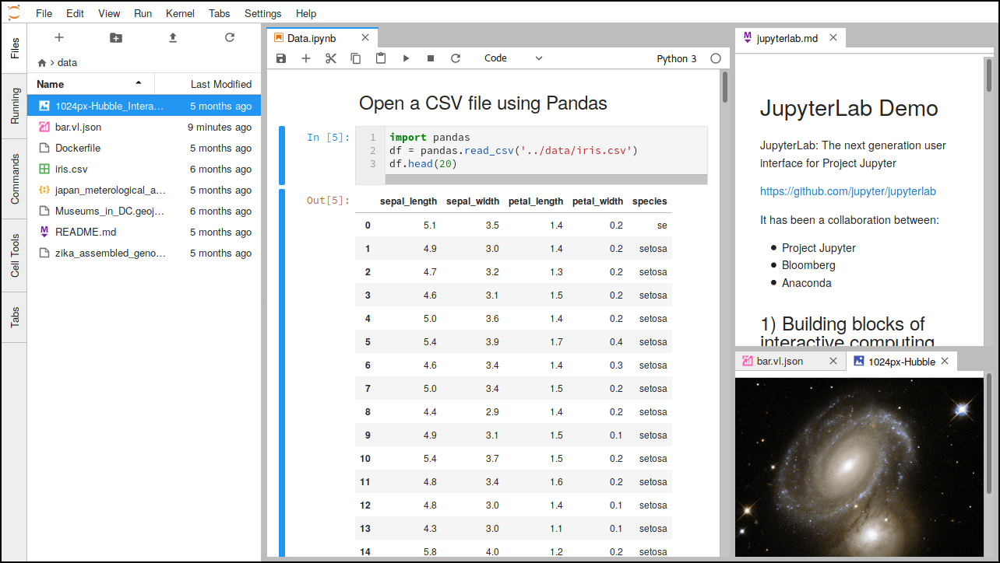 File Edit View Run Kernel Tabs Settings Help
Files
Running
Commands
Cell Tools
Tabs
data
Name Last Modified
1024px-Hubble_Intera... 5 months ago
bar.vl.json 9 minutes ago
Dockerfile 5 months ago
iris.csv 6 months ago
japan_meterological_a... 5 months ago
Museums_in_DC.geoj... 6 months ago
README.md 5 months ago
zika_assembled_geno... 5 months ago
Data.ipynb
Code Python 3
Open a CSV file using Pandas
In [5]:
1 import pandas
2 df = pandas.read_csv('../data/iris.csv')
3 df.head(20)
Out[5]:
sepal_length sepal_width petal_length petal_width species
0 5.1 3.5 1.4 0.2 se
1 4.9 3.0 1.4 0.2 setosa
2 4.7 3.2 1.3 0.2 setosa
3 4.6 3.1 1.5 0.2 setosa
4 5.0 3.6 1.4 0.2 setosa
5 5.4 3.9 1.7 0.4 setosa
6 4.6 3.4 1.4 0.3 setosa
7 5.0 3.4 1.5 0.2 setosa
8 4.4 2.9 1.4 0.2 setosa
9 4.9 3.1 1.5 0.1 setosa
10 5.4 3.7 1.5 0.2 setosa
11 4.8 3.4 1.6 0.2 setosa
12 4.8 3.0 1.4 0.1 setosa
13 4.3 3.0 1.1 0.1 setosa
14 5.8 4.0 1.2 0.2 setosa
M jupyterlab.md
JupyterLab Demo
JupyterLab: The next generation user
interface for Project Jupyter
https://github.com/jupyter/jupyterlab
It has been a collaboration between:
● Project Jupyter
● Bloomberg
● Anaconda
1) Building blocks of
interactive computing
bar.vl.json
1024px-Hubble